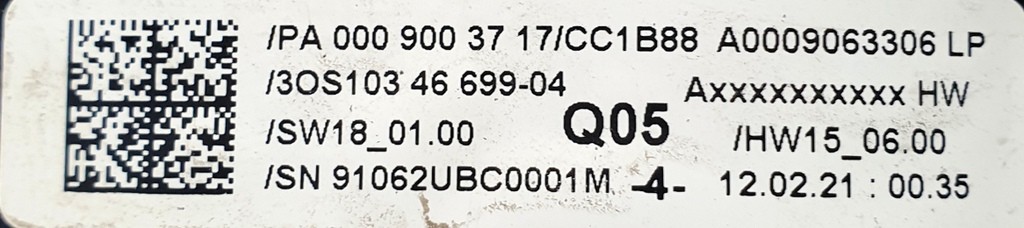 /PA 000 900 37 17/CC1B88 A0009063306 LP
/3OS103 46 699-04 Axxxxxxxxxx HW
/SW18_01.00 Q05 /HW15_06.00
/SN 91062UBC0001M -4- 12.02.21 : 00.35